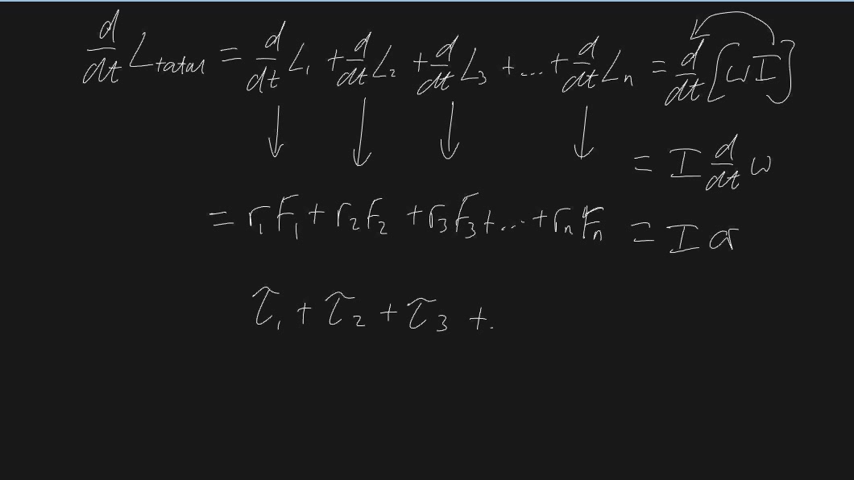 d/dt L_total = d/dt L₁ + d/dt L₂ + d/dt L₃ + ... + d/dt Lₙ = d/dt [ωI]
= I d/dt ω
= r₁F₁ + r₂F₂ + r₃F₃ + ... + rₙFₙ = Iα
τ₁ + τ₂ + τ₃ + .